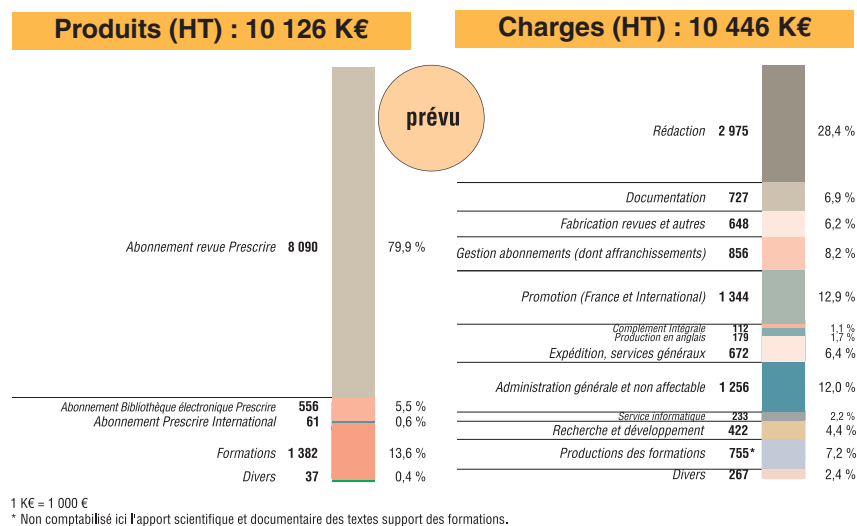 Produits (HT) : 10 126 K€
Charges (HT) : 10 446 K€
prévu
Abonnement revue Prescrire 8 090 79,9 %
Abonnement Bibliothèque électronique Prescrire 556 5,5 %
Abonnement Prescrire International 61 0,6 %
Formations 1 382 13,6 %
Divers 37 0,4 %
Rédaction 2 975 28,4 %
Documentation 727 6,9 %
Fabrication revues et autres 648 6,2 %
Gestion abonnements (dont affranchissements) 856 8,2 %
Promotion (France et International) 1 344 12,9 %
Complément Intégrale 112 1,1 %
Production en anglais 179 1,7 %
Expédition, services généraux 672 6,4 %
Administration générale et non affectable 1 256 12,0 %
Service informatique 233 2,2 %
Recherche et développement 422 4,4 %
Productions des formations 755* 7,2 %
Divers 267 2,4 %
1 K€ = 1 000 €
* Non comptabilisé ici l'apport scientifique et documentaire des textes support des formations.